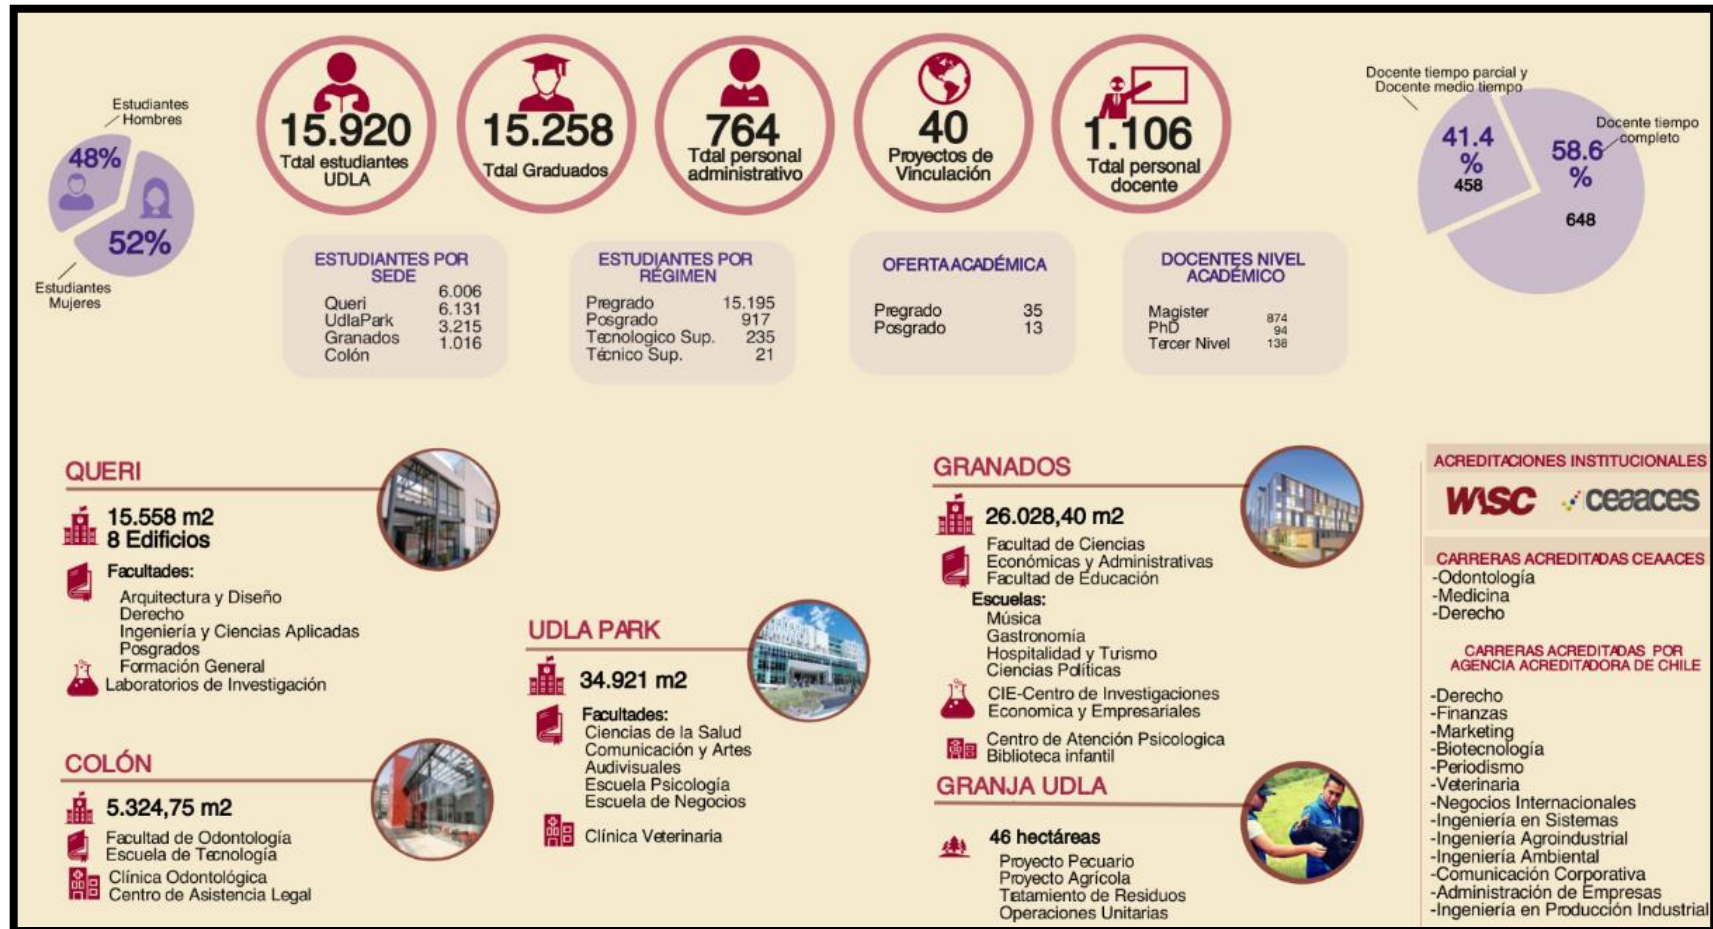 Estudiantes
Hombres
48%
52%
Estudiantes
Mujeres
15.920
Total estudiantes
UDLA
15.258
Total Graduados
764
Total personal
administrativo
40
Proyectos de
Vinculación
1.106
Total personal
docente
Docente tiempo parcial y
Docente medio tiempo
41.4
%
458
Docente tiempo
completo
58.6
%
648
ESTUDIANTES POR
SEDE
6.006
Queri
6.131
UdlaPark
3.215
Granados
1.016
Colón
ESTUDIANTES POR
RÉGIMEN
Pregrado 15.195
Posgrado 917
Tecnologico Sup. 235
Técnico Sup. 21
OFERTA ACADÉMICA
Pregrado 35
Posgrado 13
DOCENTES NIVEL
ACADÉMICO
Magister 874
PhD 94
Tercer Nivel 138
QUERI
15.558 m2
8 Edificios
Facultades:
Arquitectura y Diseño
Derecho
Ingeniería y Ciencias Aplicadas
Posgrados
Formación General
Laboratorios de Investigación
COLÓN
5.324,75 m2
Facultad de Odontología
Escuela de Tecnología
Clínica Odontológica
Centro de Asistencia Legal
UDLA PARK
34.921 m2
Facultades:
Ciencias de la Salud
Comunicación y Artes
Audivisuales
Escuela Psicología
Escuela de Negocios
Clínica Veterinaria
GRANADOS
26.028,40 m2
Facultad de Ciencias
Económicas y Administrativas
Facultad de Educación
Escuelas:
Música
Gastronomía
Hospitalidad y Turismo
Ciencias Políticas
CIE-Centro de Investigaciones
Economica y Empresariales
Centro de Atención Psicologica
Biblioteca infantil
GRANJA UDLA
46 hectáreas
Proyecto Pecuario
Proyecto Agrícola
Tratamiento de Residuos
Operaciones Unitarias
ACREDITACIONES INSTITUCIONALES
WASC ceaaces
CARRERAS ACREDITADAS CEAACES
-Odontología
-Medicina
-Derecho
CARRERAS ACREDITADAS POR
AGENCIA ACREDITADORA DE CHILE
-Derecho
-Finanzas
-Marketing
-Biotecnología
-Periodismo
-Veterinaria
-Negocios Internacionales
-Ingeniería en Sistemas
-Ingeniería Agroindustrial
-Ingeniería Ambiental
-Comunicación Corporativa
-Administración de Empresas
-Ingeniería en Producción Industrial